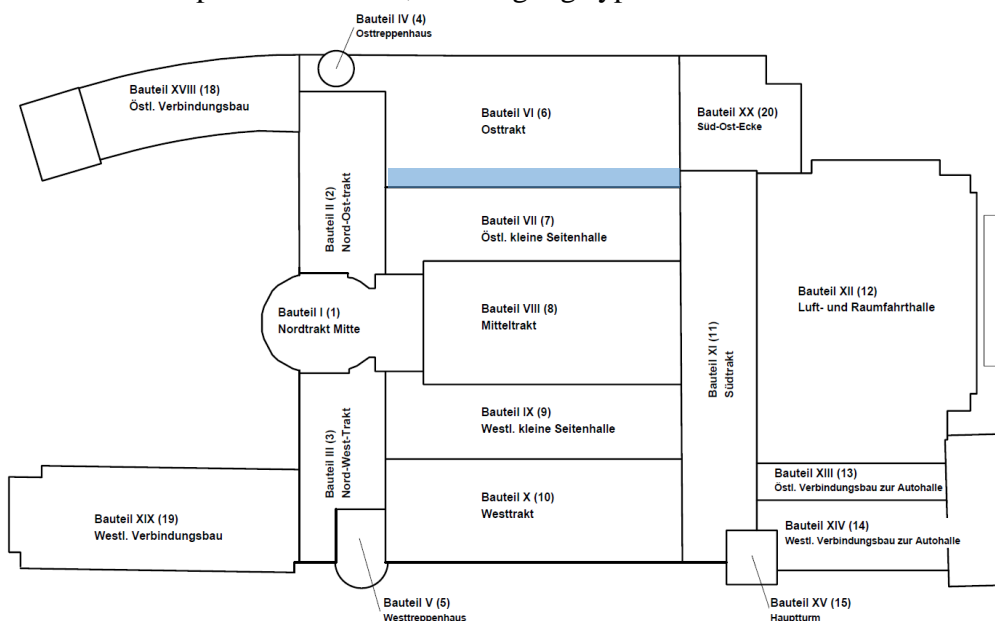 Bauteil IV (4)
Osttreppenhaus
Bauteil XVIII (18)
Östl. Verbindungsbau
Bauteil VI (6)
Osttrakt
Bauteil XX (20)
Süd-Ost-Ecke
Bauteil II (2)
Nord-Ost-trakt
Bauteil VII (7)
Östl. kleine Seitenhalle
Bauteil I (1)
Nordtrakt Mitte
Bauteil VIII (8)
Mitteltrakt
Bauteil XI (11)
Südtrakt
Bauteil XII (12)
Luft- und Raumfahrthalle
Bauteil III (3)
Nord-West-Trakt
Bauteil IX (9)
Westl. kleine Seitenhalle
Bauteil XIII (13)
Östl. Verbindungsbau zur Autohalle
Bauteil XIX (19)
Westl. Verbindungsbau
Bauteil X (10)
Westtrakt
Bauteil XIV (14)
Westl. Verbindungsbau zur Autohalle
Bauteil V (5)
Westtreppenhaus
Bauteil XV (15)
Hauptturm